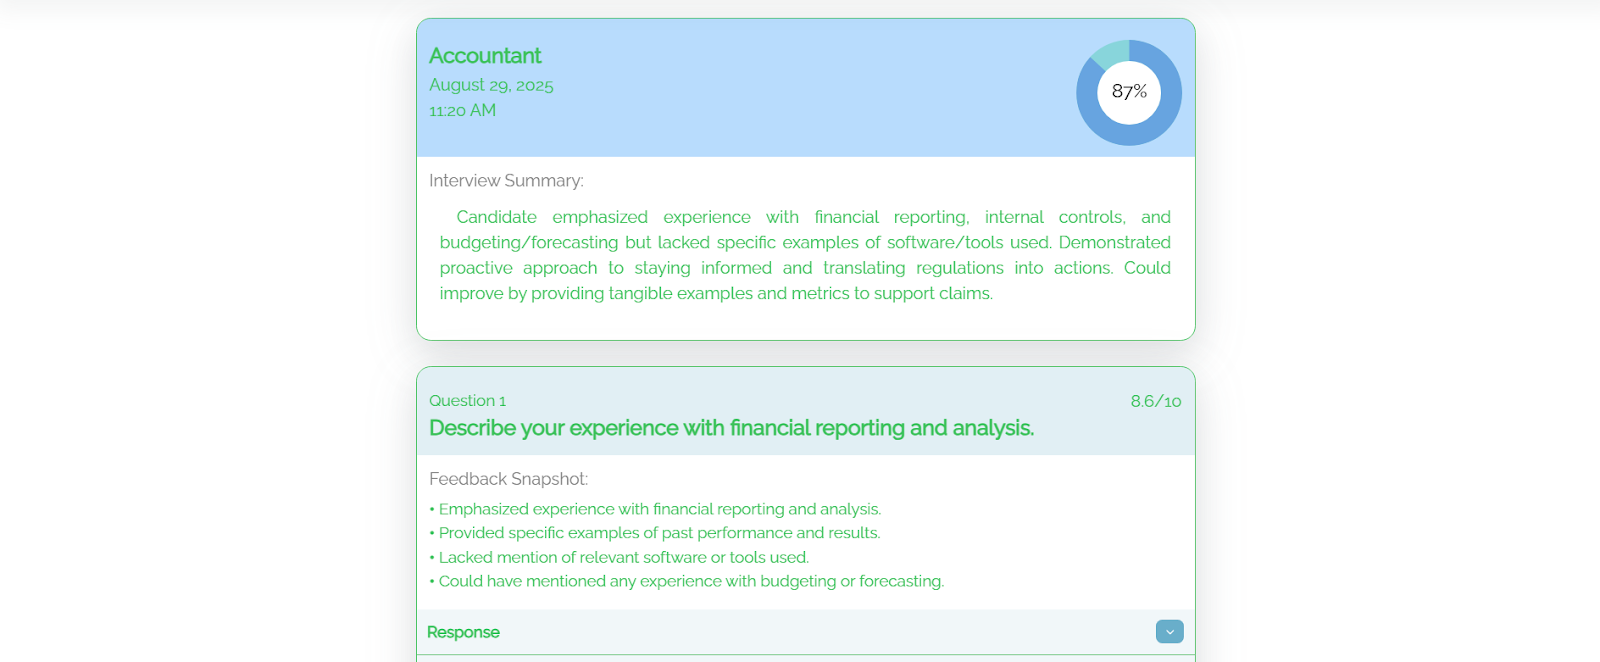 Accountant
August 29, 2025
11:20 AM
87%
Interview Summary:
Candidate emphasized experience with financial reporting, internal controls, and
budgeting/forecasting but lacked specific examples of software/tools used. Demonstrated
proactive approach to staying informed and translating regulations into actions. Could
improve by providing tangible examples and metrics to support claims.
Question 1
8.6/10
Describe your experience with financial reporting and analysis.
Feedback Snapshot:
• Emphasized experience with financial reporting and analysis.
• Provided specific examples of past performance and results.
• Lacked mention of relevant software or tools used.
• Could have mentioned any experience with budgeting or forecasting.
Response